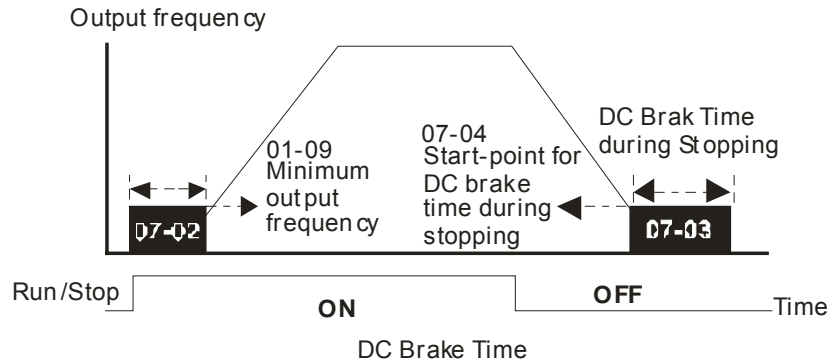 Output frequency
01-09
Minimum
output
frequency
07-04
Start-point for
DC brake
time during
stopping
DC Brak Time
during Stopping
07-02
07-03
Run/Stop
ON
OFF
Time
DC Brake Time